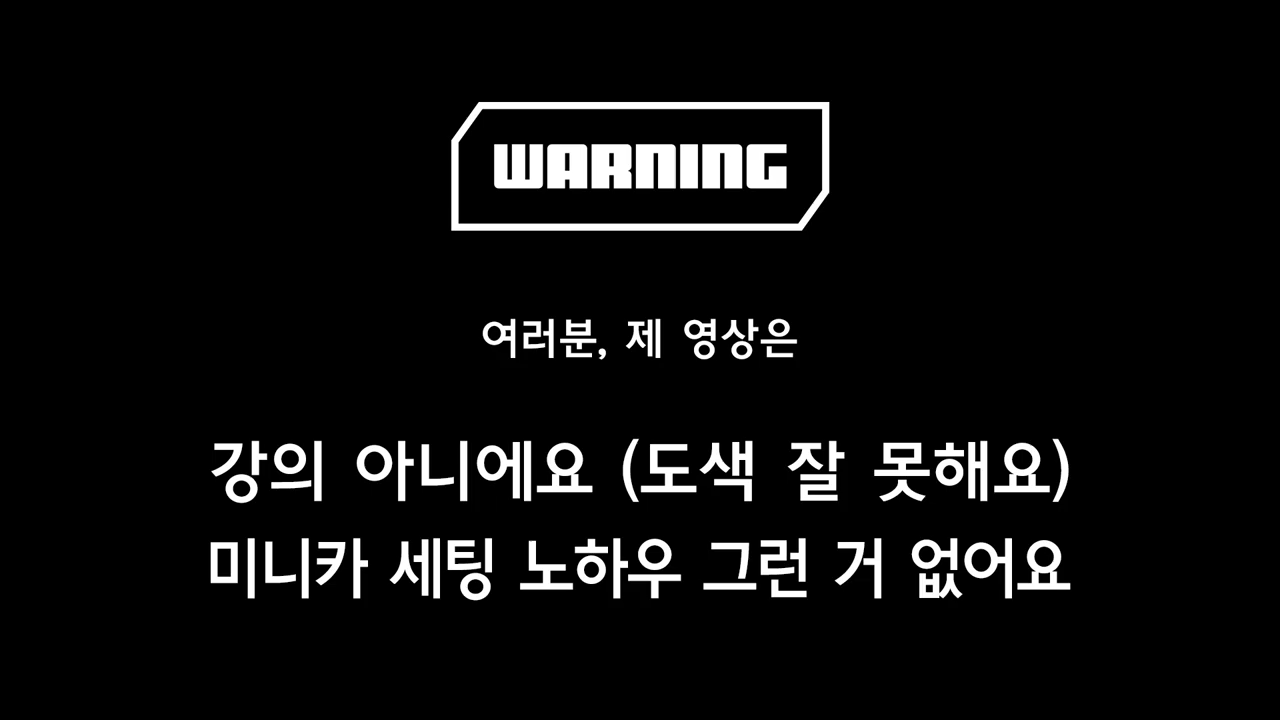 WARNING
여러분, 제 영상은
강의 아니에요 (도색 잘 못해요)
미니카 세팅 노하우 그런 거 없어요